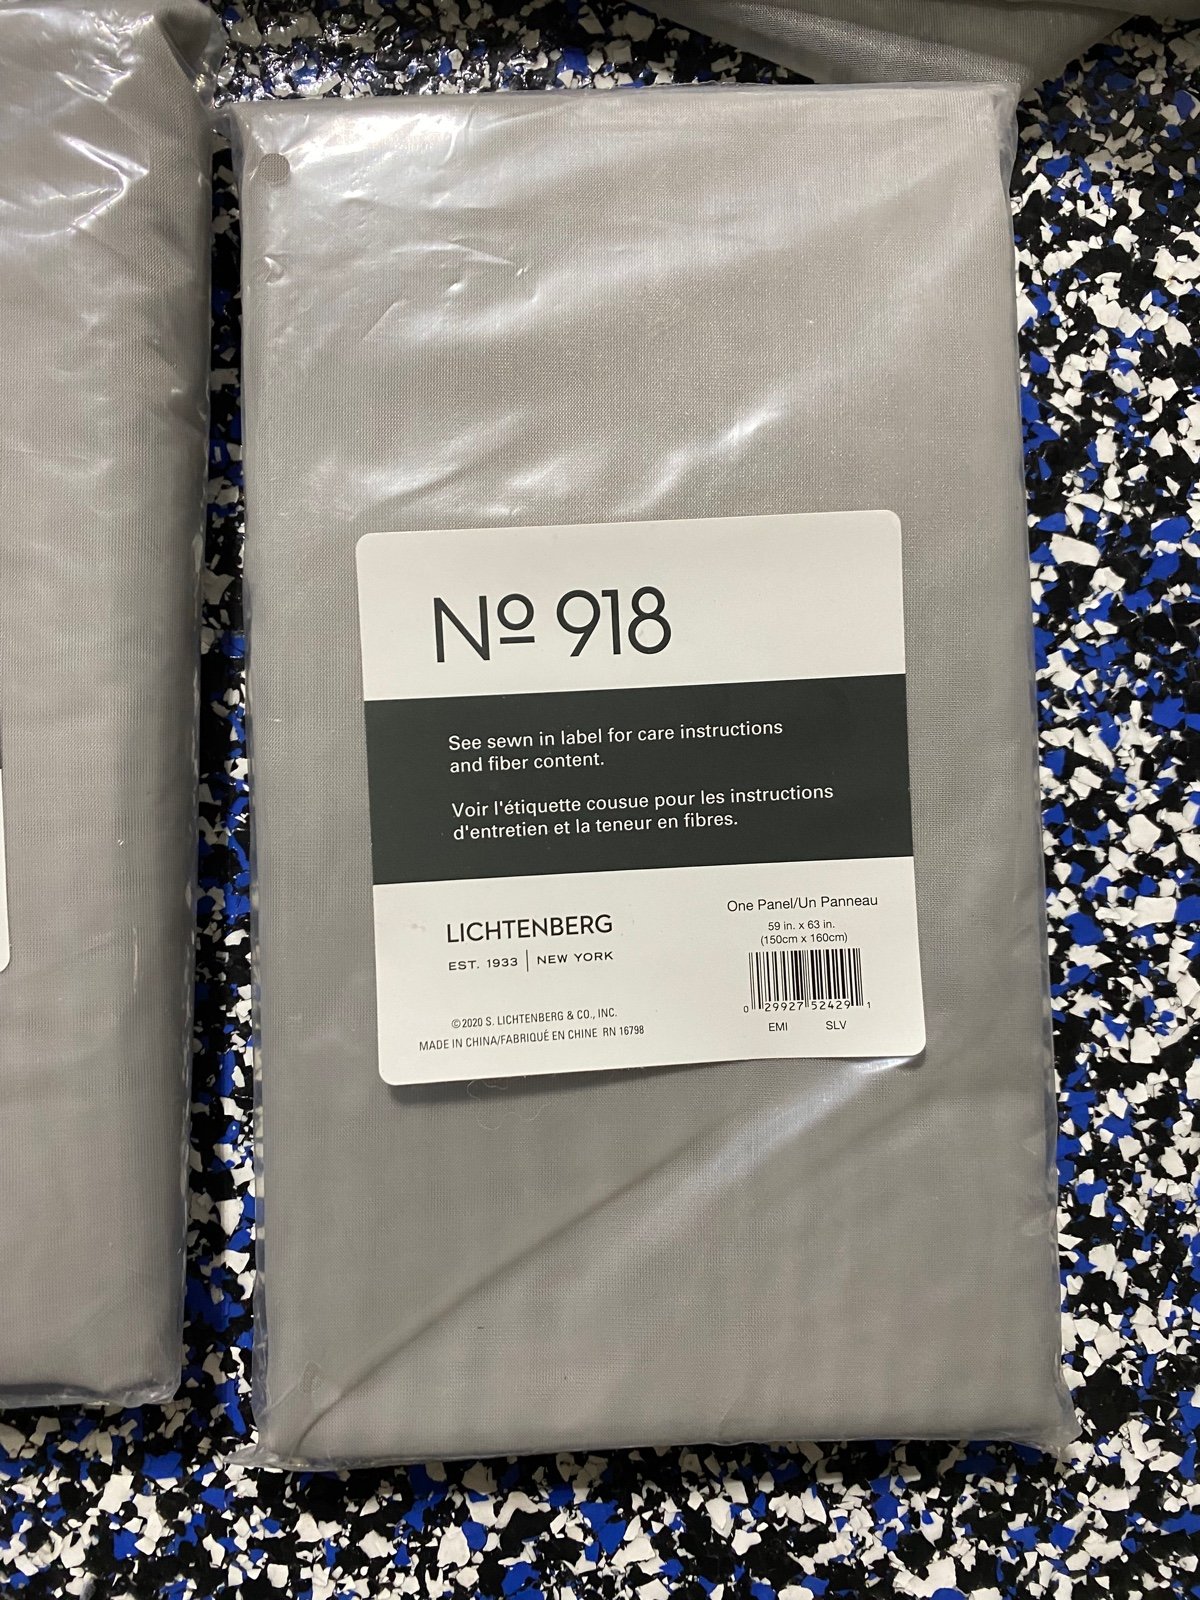 Nº 918
See sewn in label for care instructions
and fiber content.
Voir l'étiquette cousue pour les instructions
d'entretien et la teneur en fibres.
LICHTENBERG
EST. 1933 | NEW YORK
©2020 S. LICHTENBERG & CO., INC.
MADE IN CHINA/FABRIQUÉ EN CHINE RN 16798
One Panel/Un Panneau
59 in. x 63 in.
(150cm x 160cm)
0 29927 52429 1
EMI SLV